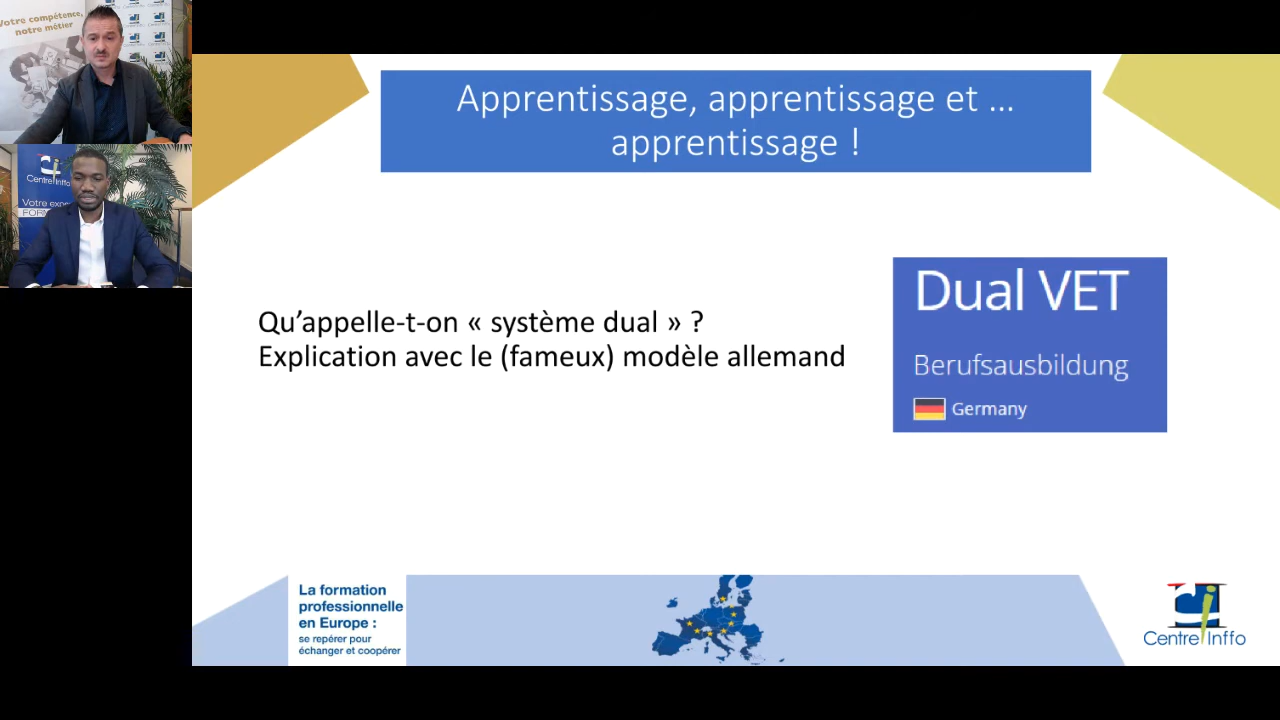 Votre compétence,
notre métier
Centre Inffo
Votre
FOR
Apprentissage, apprentissage et ...
apprentissage !
Qu'appelle-t-on « système dual » ?
Explication avec le (fameux) modèle allemand
Dual VET
Berufsausbildung
Germany
La formation
professionnelle
en Europe :
se repérer pour
échanger et coopérer
Centre Inffo